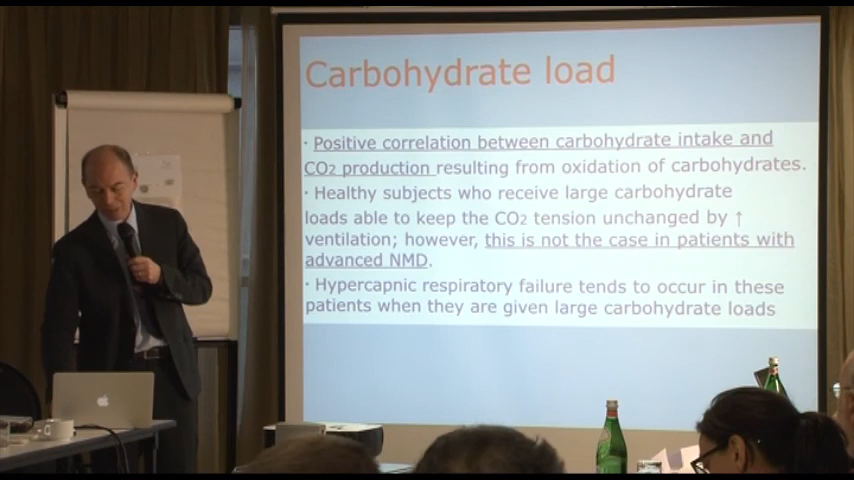 Carbohydrate load
· Positive correlation between carbohydrate intake and
CO2 production resulting from oxidation of carbohydrates.
· Healthy subjects who receive large carbohydrate
loads able to keep the CO2 tension unchanged by ↑
ventilation; however, this is not the case in patients with
advanced NMD.
· Hypercapnic respiratory failure tends to occur in these
patients when they are given large carbohydrate loads